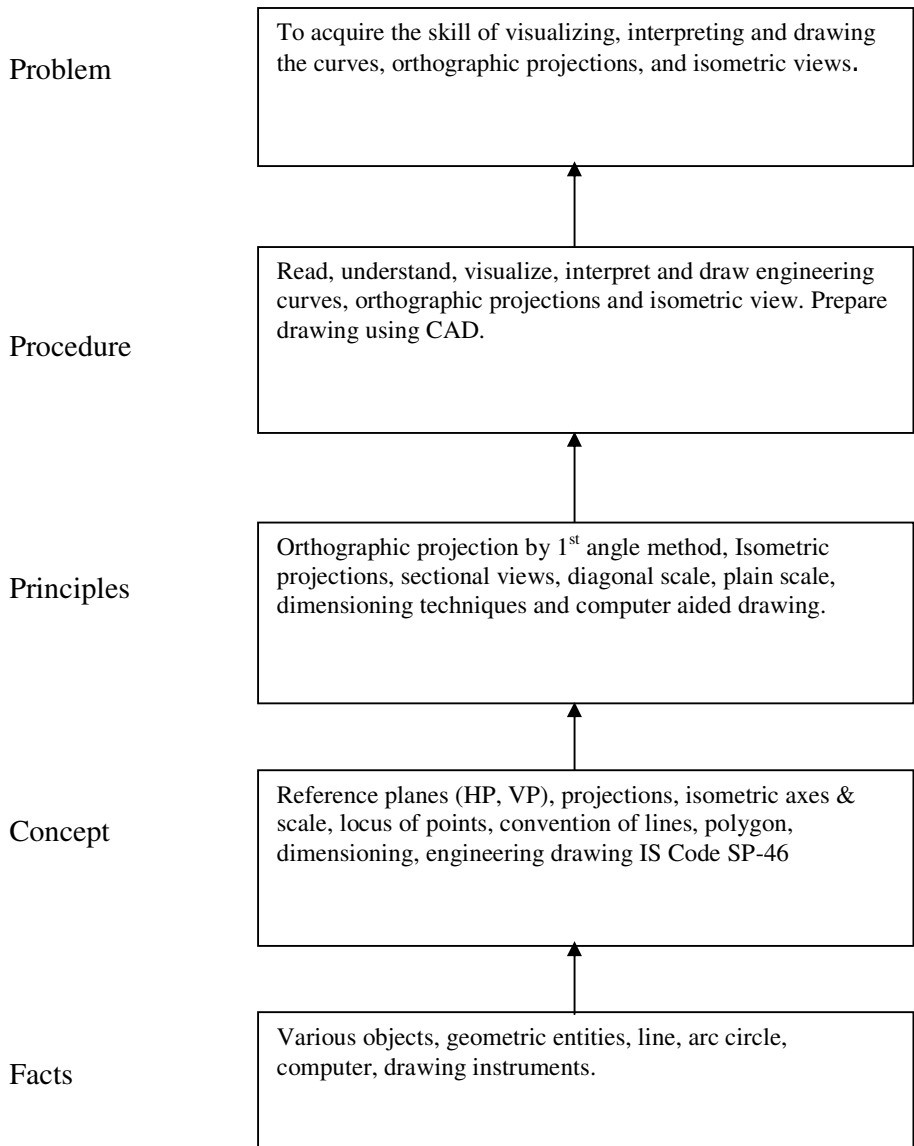 Problem
To acquire the skill of visualizing, interpreting and drawing
the curves, orthographic projections, and isometric views.
Procedure
Read, understand, visualize, interpret and draw engineering
curves, orthographic projections and isometric view. Prepare
drawing using CAD.
Principles
Orthographic projection by 1st angle method, Isometric
projections, sectional views, diagonal scale, plain scale,
dimensioning techniques and computer aided drawing.
Concept
Reference planes (HP, VP), projections, isometric axes &
scale, locus of points, convention of lines, polygon,
dimensioning, engineering drawing IS Code SP-46
Facts
Various objects, geometric entities, line, arc circle,
computer, drawing instruments.